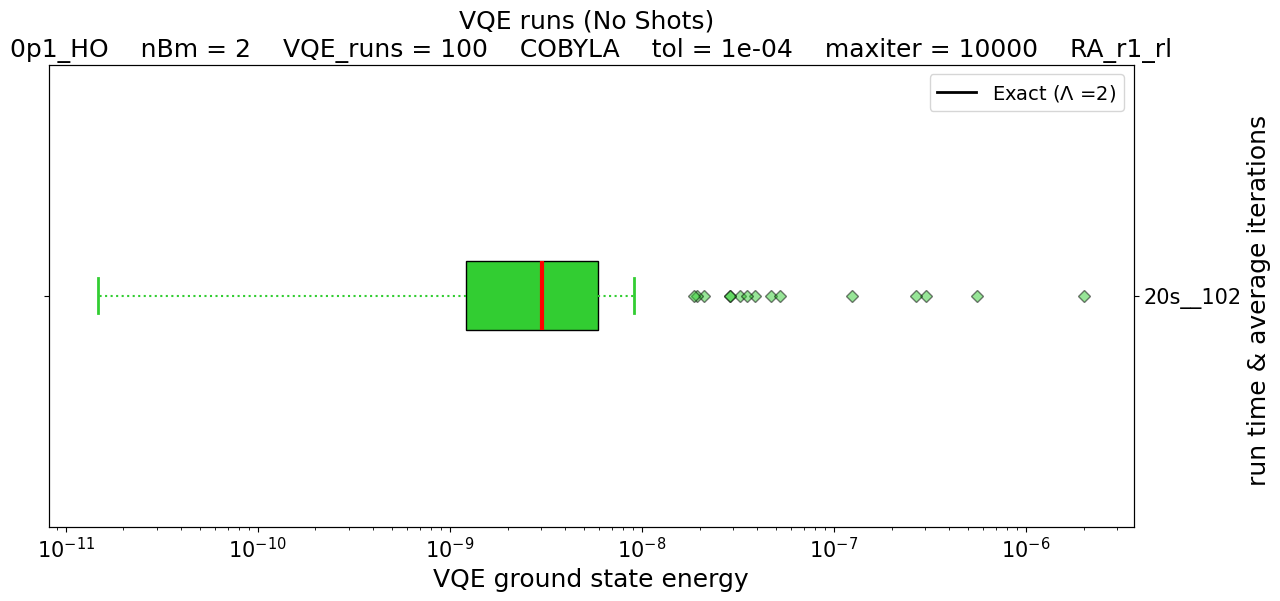 VQE runs (No Shots)
0p1_HO nBm = 2 VQE_runs = 100 COBYLA tol = 1e-04 maxiter = 10000 RA_r1_rl
Exact (Λ =2)
20s__102
run time & average iterations
10⁻¹¹ 10⁻¹⁰ 10⁻⁹ 10⁻⁸ 10⁻⁷ 10⁻⁶
VQE ground state energy